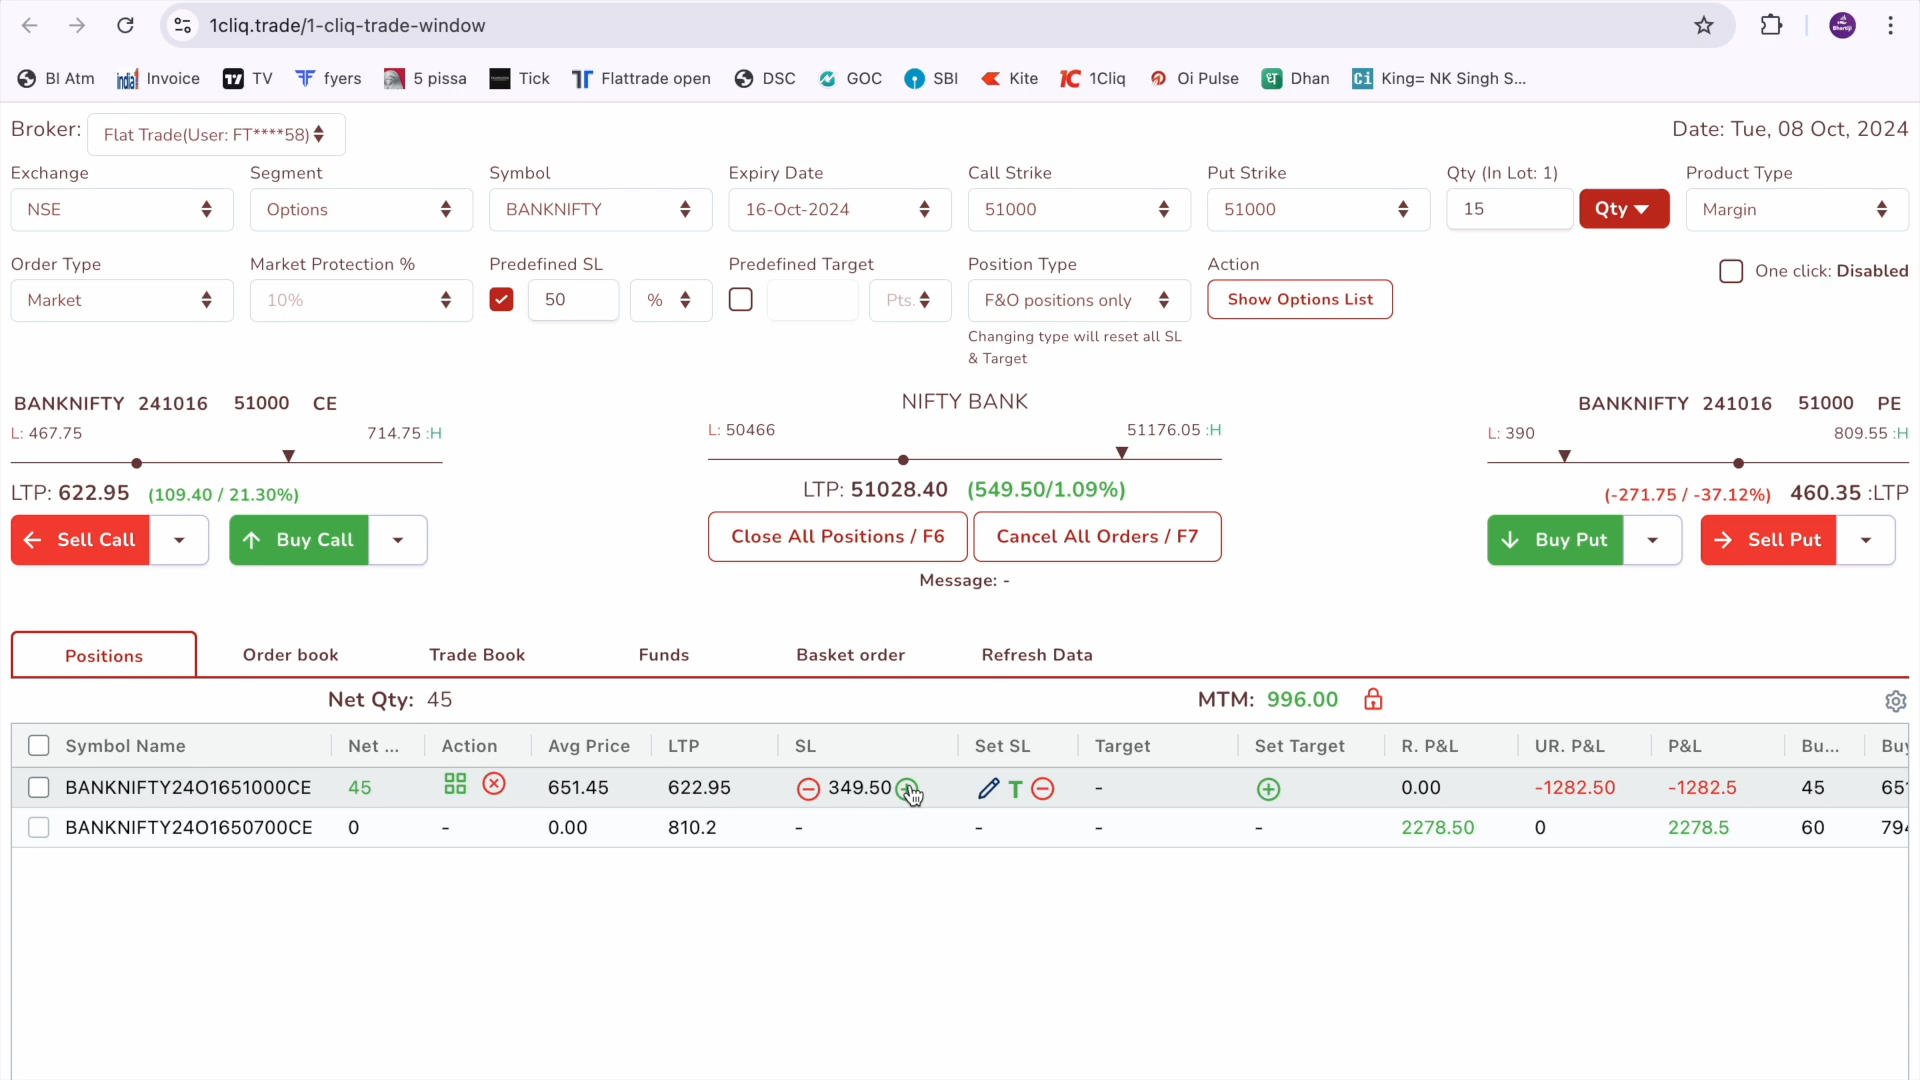 1cliq.trade/1-cliq-trade-window
BI Atm Invoice TV fyers 5 pissa Tick Flattrade open DSC GOC SBI Kite 1Cliq Oi Pulse Dhan King= NK Singh S...
Broker: Flat Trade(User: FT****58) Date: Tue, 08 Oct, 2024
Exchange Segment Symbol Expiry Date Call Strike Put Strike Qty (In Lot: 1) Product Type
NSE Options BANKNIFTY 16-Oct-2024 51000 51000 15 Qty Margin
Order Type Market Protection % Predefined SL Predefined Target Position Type Action One click: Disabled
Market 10% 50 % Pts. F&O positions only Show Options List
Changing type will reset all SL
& Target
BANKNIFTY 241016 51000 CE NIFTY BANK BANKNIFTY 241016 51000 PE
L: 467.75 714.75 :H L: 50466 51176.05 :H L: 390 809.55 :H
LTP: 622.95 (109.40 / 21.30%) LTP: 51028.40 (549.50/1.09%) (-271.75 / -37.12%) 460.35 :LTP
Sell Call Buy Call Close All Positions / F6 Cancel All Orders / F7 Buy Put Sell Put
Message: -
Positions Order book Trade Book Funds Basket order Refresh Data
Net Qty: 45 MTM: 996.00
Symbol Name Net ... Action Avg Price LTP SL Set SL Target Set Target R. P&L UR. P&L P&L Bu... Buy
BANKNIFTY24O1651000CE 45 651.45 622.95 349.50 T - 0.00 -1282.50 -1282.5 45 651
BANKNIFTY24O1650700CE 0 - 0.00 810.2 - - - - 2278.50 0 2278.5 60 794